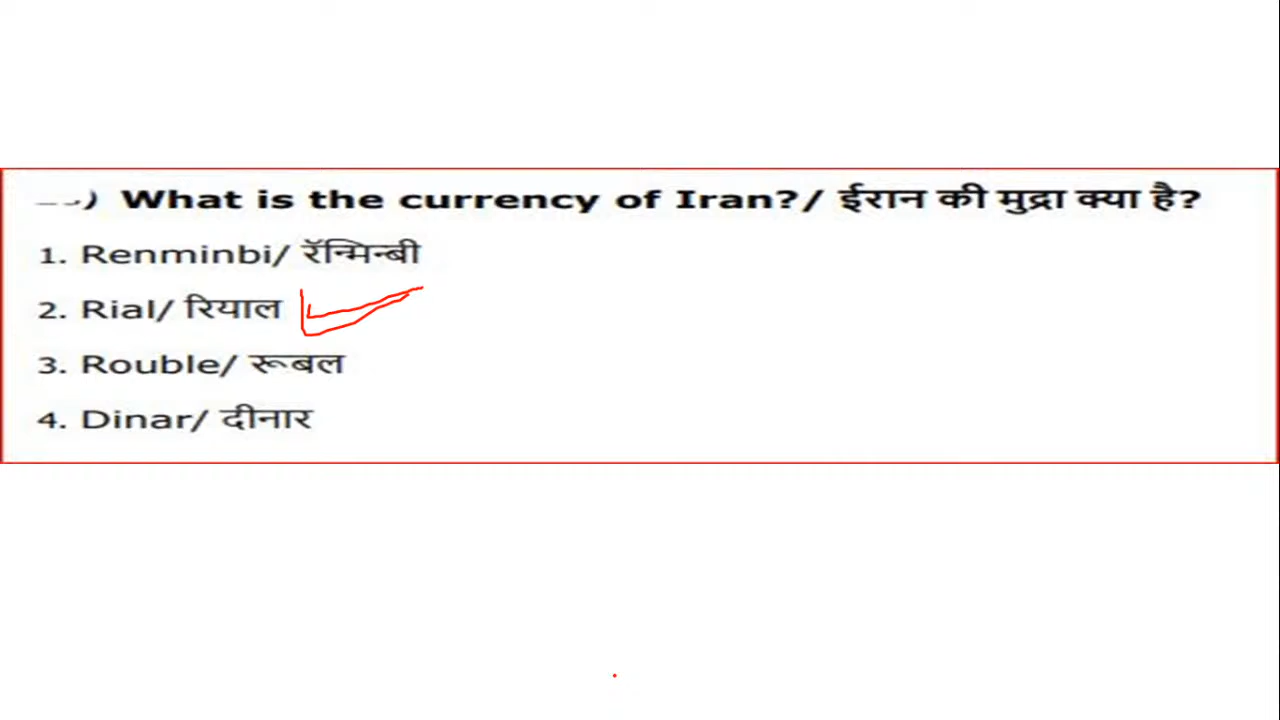 ) What is the currency of Iran?/ ईरान की मुद्रा क्या है?
1. Renminbi/ रॅन्मिन्बी
2. Rial/ रियाल
3. Rouble/ रूबल
4. Dinar/ दीनार